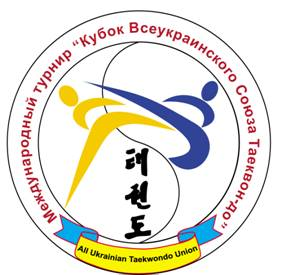 Международный турнир "Кубок Всеукраинского Союза Таеквон-до"
태권도
All Ukrainian Taekwondo Union